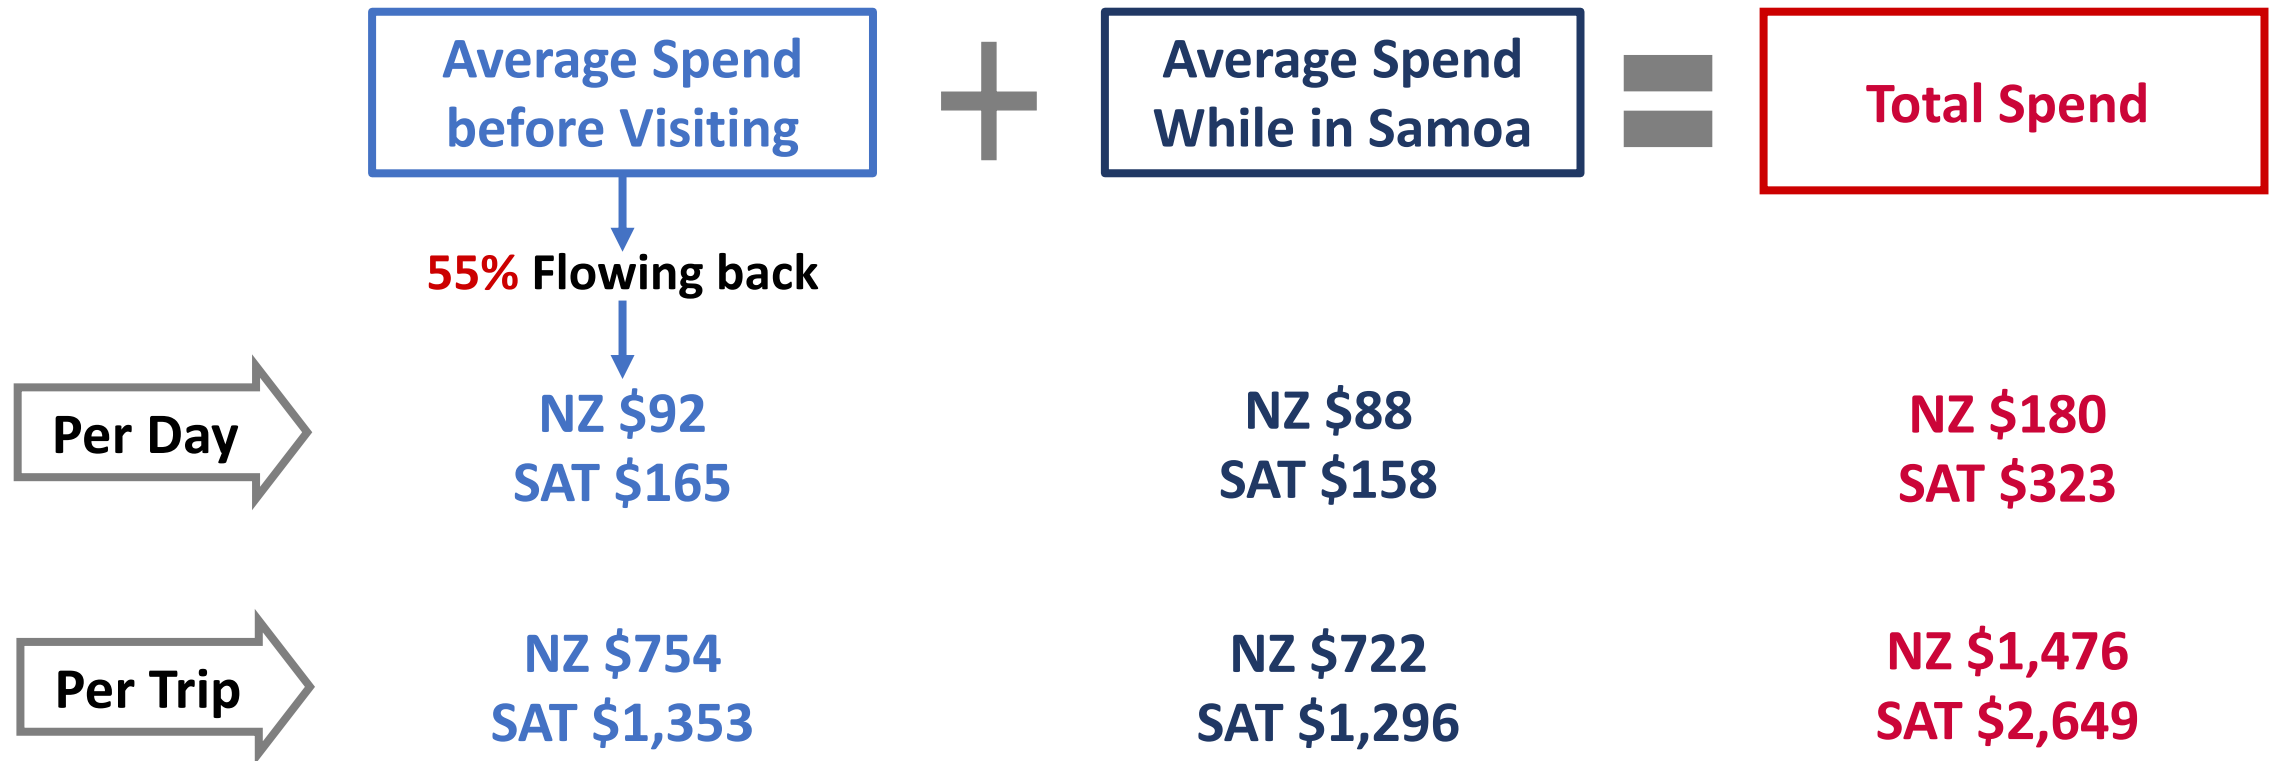 Average Spend
before Visiting
Average Spend
While in Samoa
Total Spend
55% Flowing back
Per Day
NZ $92
SAT $165
NZ $88
SAT $158
NZ $180
SAT $323
Per Trip
NZ $754
SAT $1,353
NZ $722
SAT $1,296
NZ $1,476
SAT $2,649